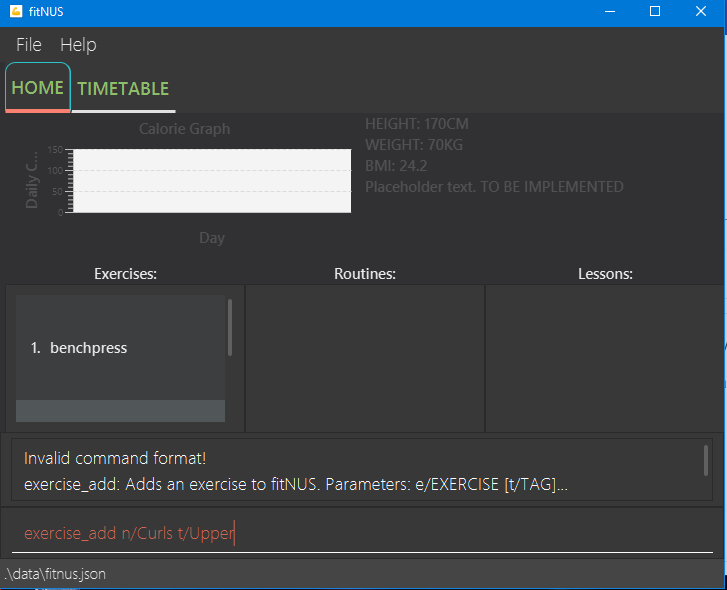 fitNUS
File Help
HOME TIMETABLE
Calorie Graph
Daily C...
150
100
50
0
Day
HEIGHT: 170CM
WEIGHT: 70KG
BMI: 24.2
Placeholder text. TO BE IMPLEMENTED
Exercises: Routines: Lessons:
1. benchpress
Invalid command format!
exercise_add: Adds an exercise to fitNUS. Parameters: e/EXERCISE [t/TAG]...
exercise_add n/Curls t/Upper
.\data\fitnus.json